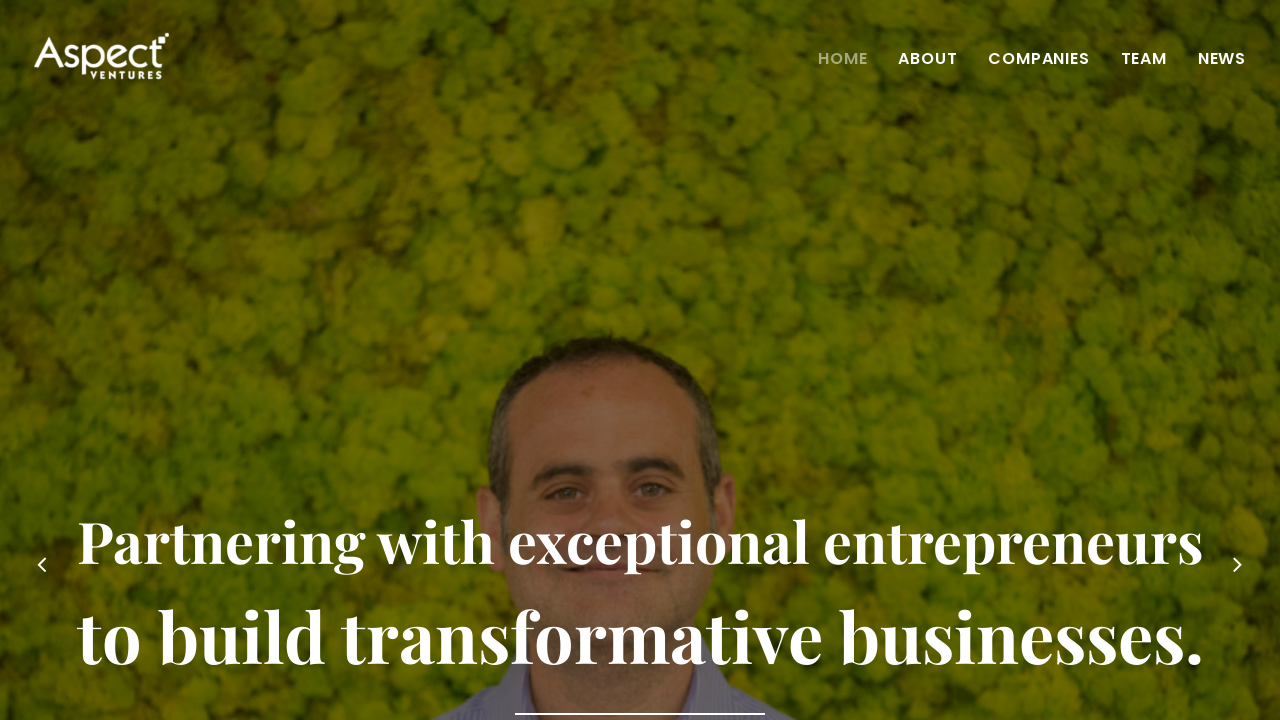 Aspect
VENTURES
HOME ABOUT COMPANIES TEAM NEWS
Partnering with exceptional entrepreneurs
to build transformative businesses.